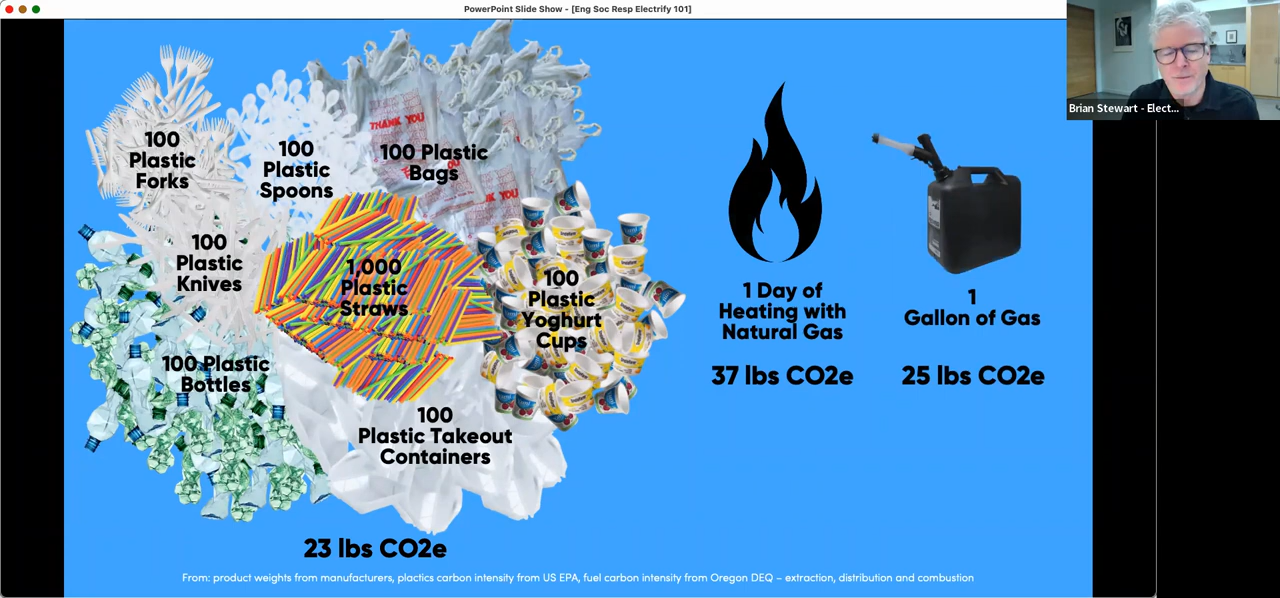 PowerPoint Slide Show - [Eng Soc Resp Electrify 101]
Brian Stewart - Elect...
100
Plastic
Forks
100
Plastic
Spoons
THANK YOU
100 Plastic
Bags
100
Plastic
Knives
1,000
Plastic
Straws
100
Plastic
Yoghurt
Cups
100 Plastic
Bottles
100
Plastic Takeout
Containers
23 lbs CO2e
1 Day of
Heating with
Natural Gas
37 lbs CO2e
1
Gallon of Gas
25 lbs CO2e
From: product weights from manufacturers, plactics carbon intensity from US EPA, fuel carbon intensity from Oregon DEQ – extraction, distribution and combustion